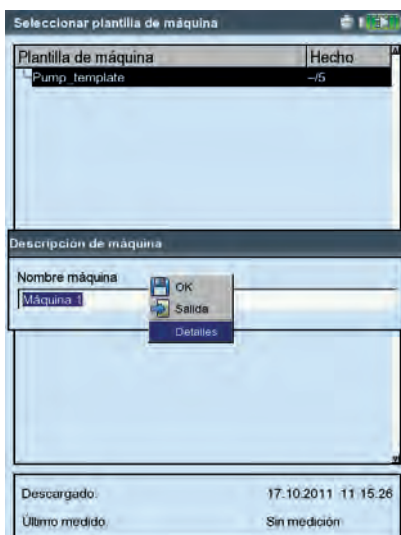 Seleccionar plantilla de máquina
Plantilla de máquina Hecho
Pump_template –/5
Descripción de máquina
Nombre máquina
Máquina 1
OK
Salida
Detalles
Descargado: 17.10.2011 11:15:26
Último medido Sin medición